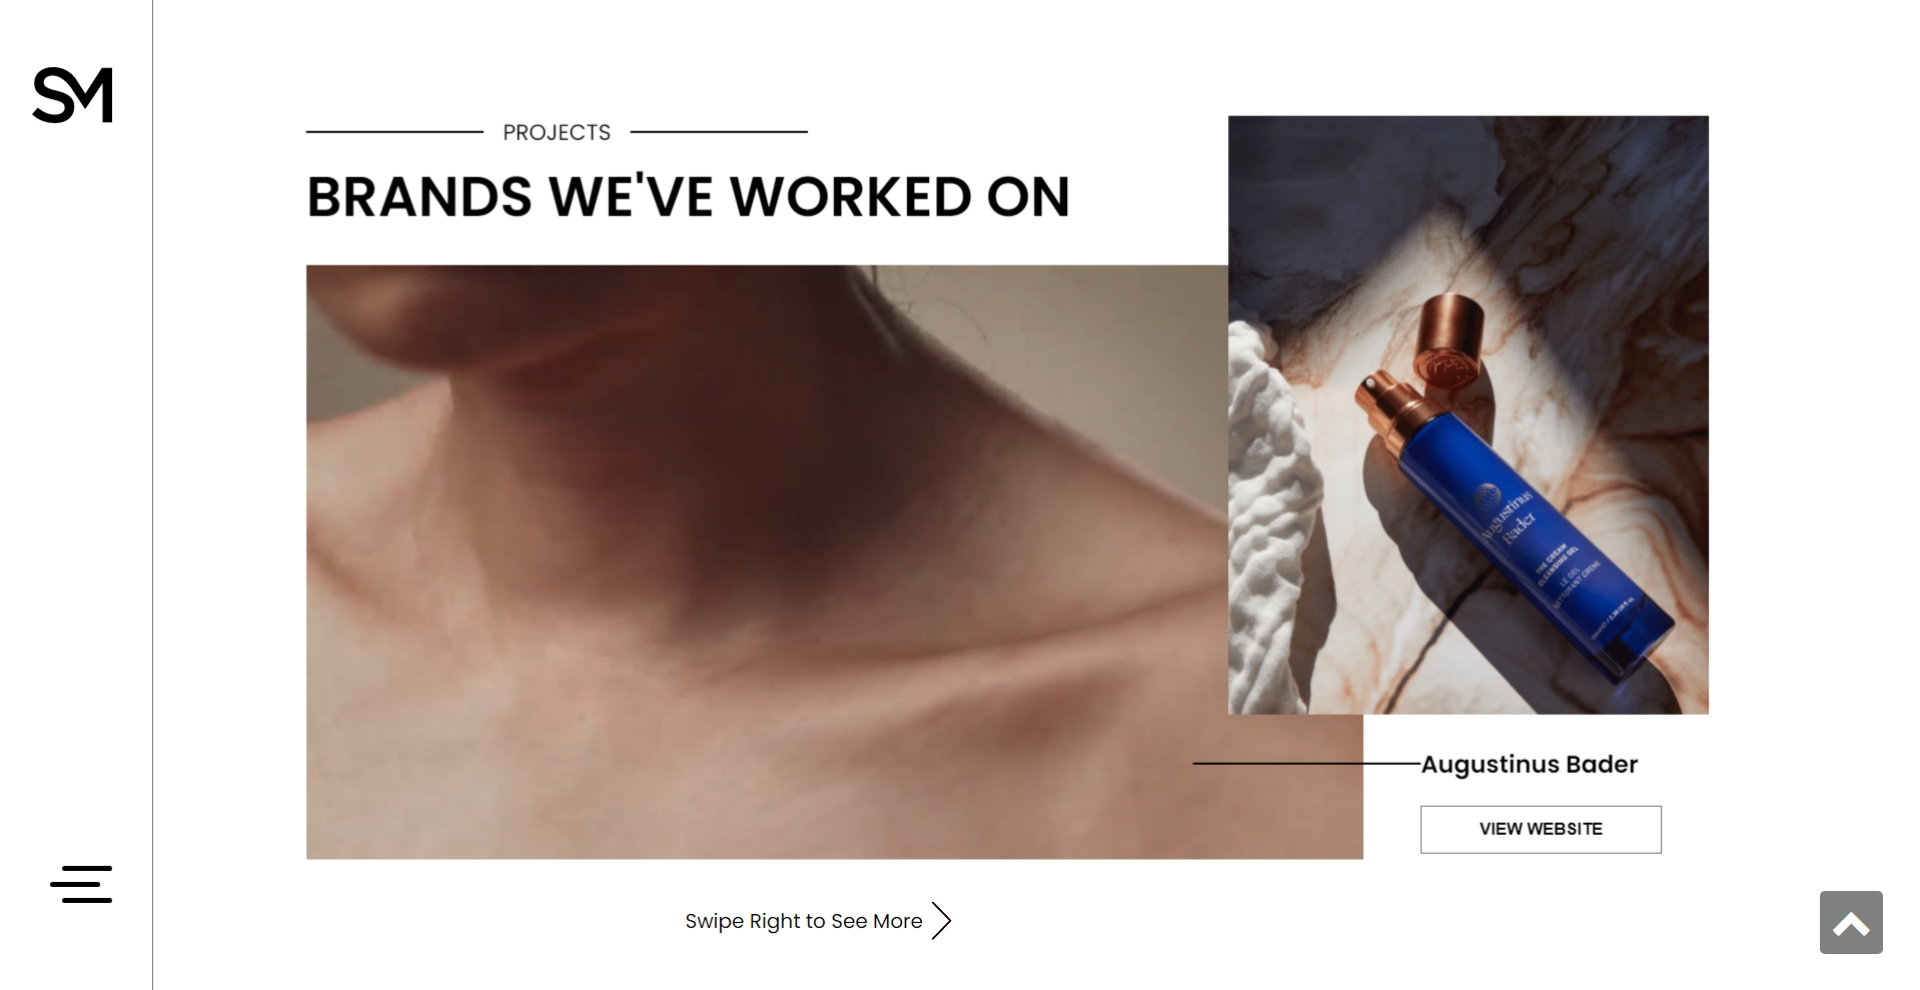 SM
PROJECTS
BRANDS WE'VE WORKED ON
Augustinus
Bader
THE CREAM
CLEANSING GEL
LE GEL
NETTOYANT CRÈME
Augustinus Bader
VIEW WEBSITE
Swipe Right to See More